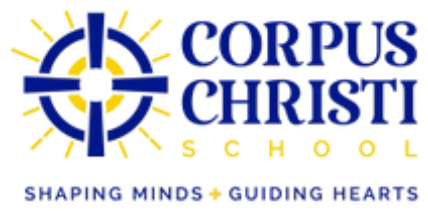 CORPUS
CHRISTI
SCHOOL
SHAPING MINDS + GUIDING HEARTS